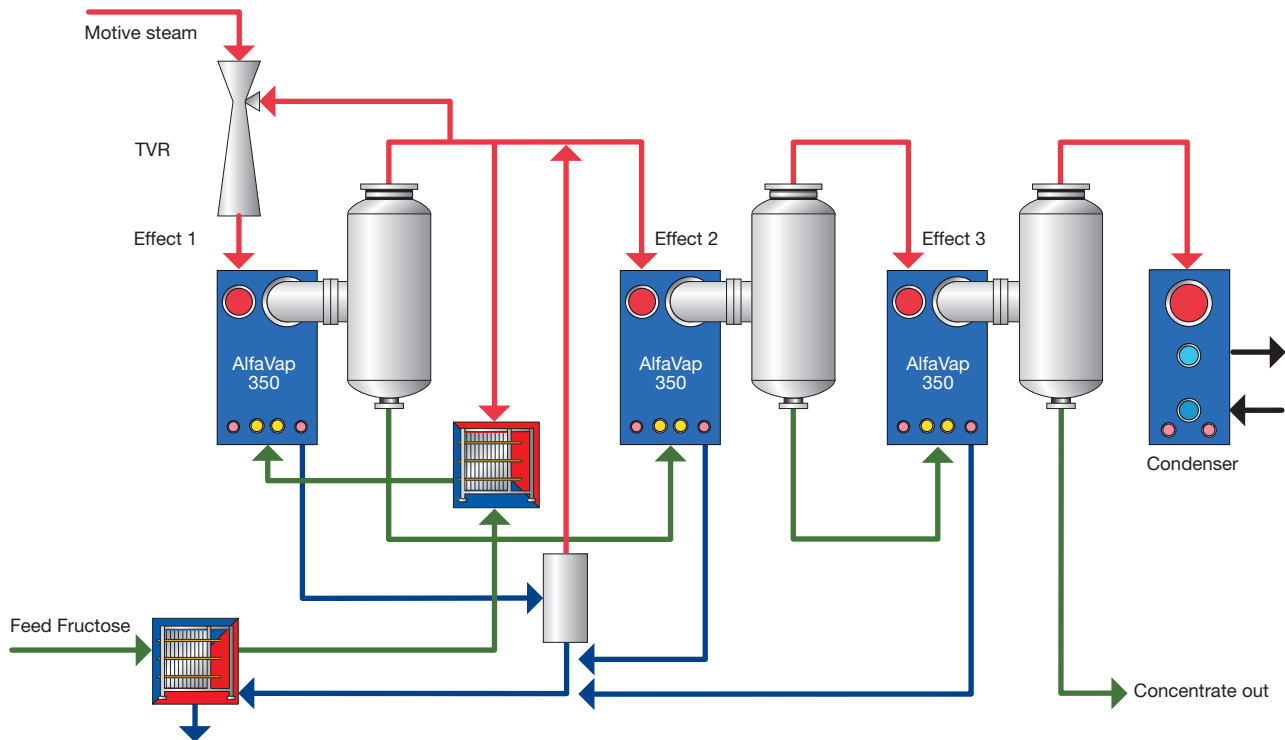 Motive steam
TVR
Effect 1
Effect 2
Effect 3
AlfaVap
350
AlfaVap
350
AlfaVap
350
Condenser
Feed Fructose
Concentrate out